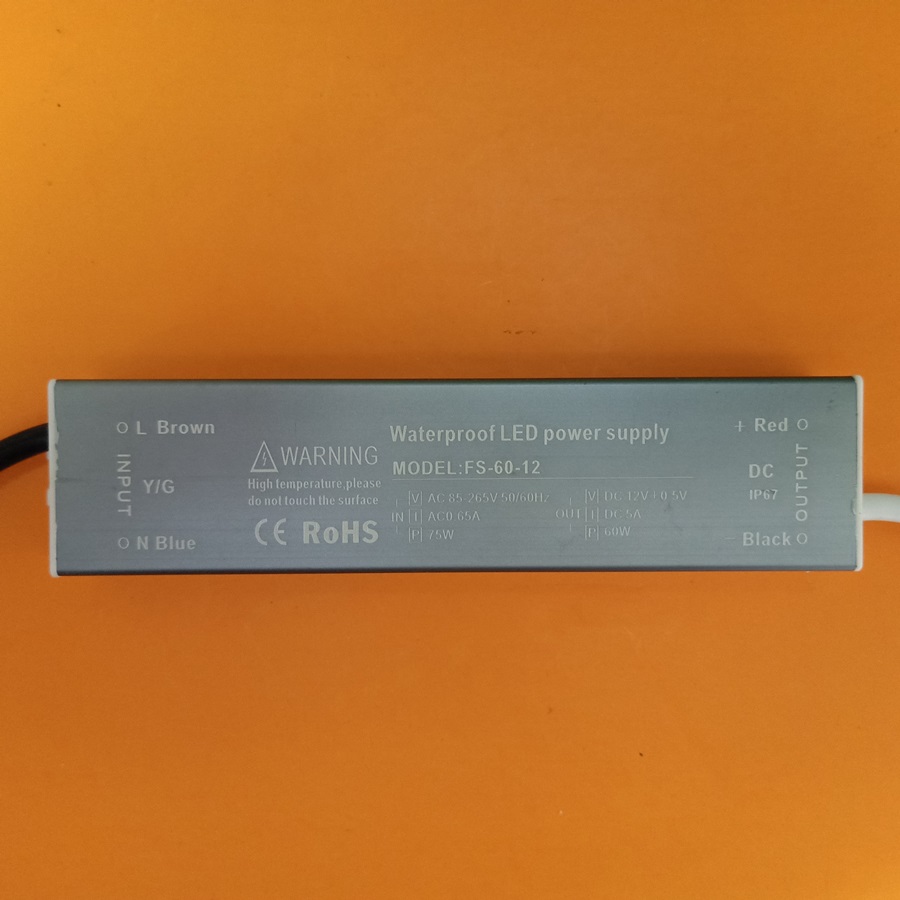 L Brown
INPUT
Y/G
N Blue
WARNING
High temperature,please
do not touch the surface
CE RoHS
Waterproof LED power supply
MODEL:FS-60-12
IN |V| AC 85-265V 50/60Hz
|I| AC0.65A
|P| 75W
OUT |V| DC 12V±0.5V
|I| DC 5A
|P| 60W
+ Red
DC
IP67
OUTPUT
- Black